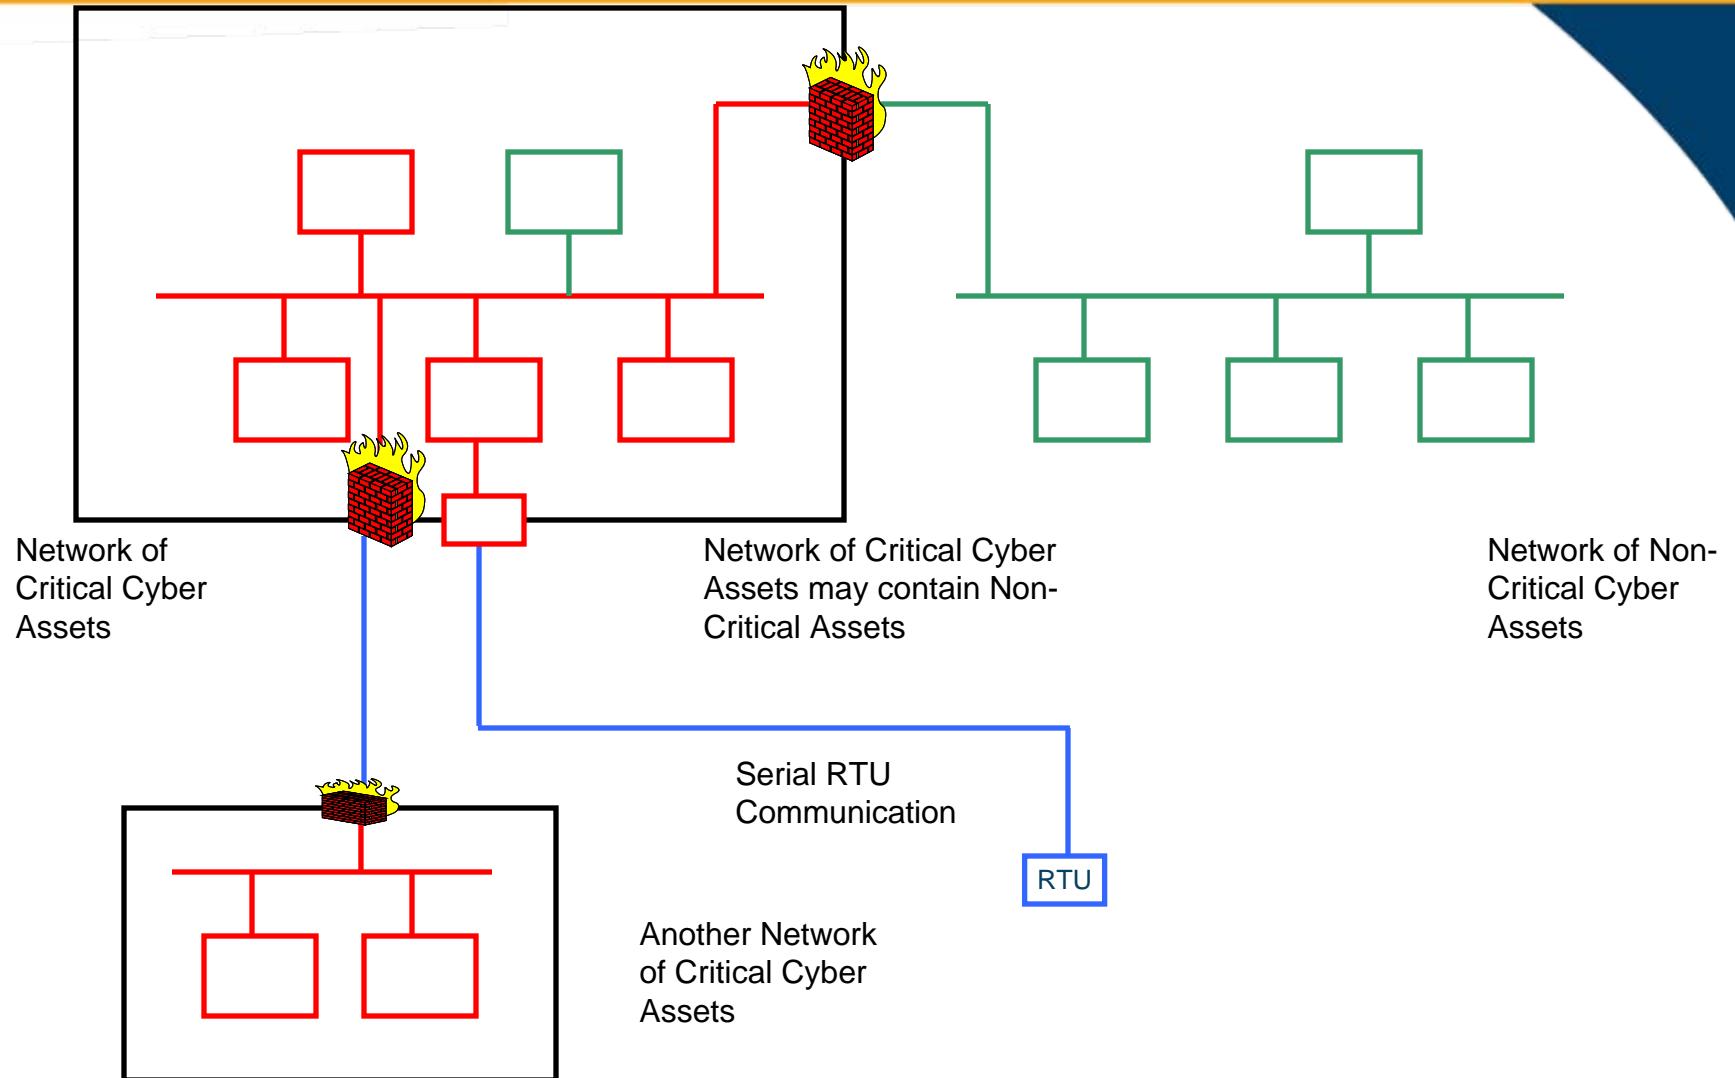 Network of
Critical Cyber
Assets
Network of Critical Cyber
Assets may contain Non-
Critical Assets
Network of Non-
Critical Cyber
Assets
Serial RTU
Communication
RTU
Another Network
of Critical Cyber
Assets